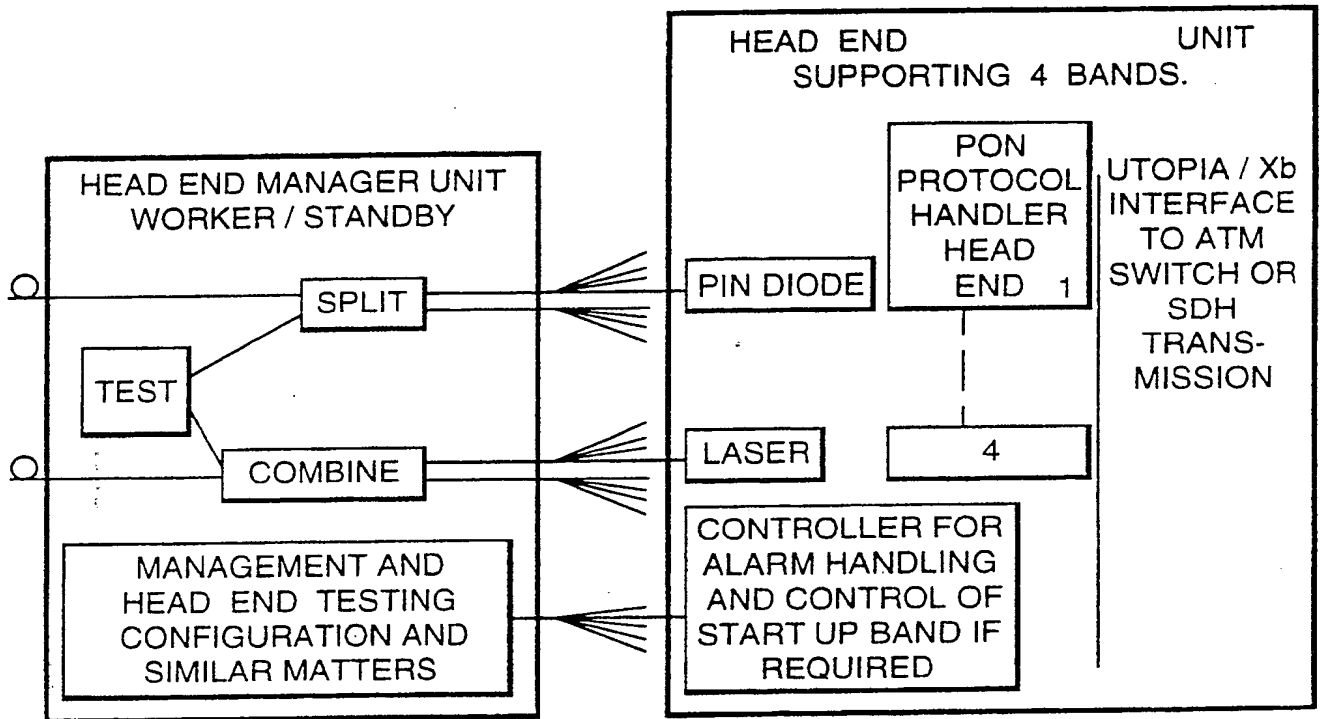 HEAD END UNIT
SUPPORTING 4 BANDS.
HEAD END MANAGER UNIT
WORKER / STANDBY
SPLIT
TEST
COMBINE
MANAGEMENT AND
HEAD END TESTING
CONFIGURATION AND
SIMILAR MATTERS
PIN DIODE
LASER
PON
PROTOCOL
HANDLER
HEAD
END 1
4
CONTROLLER FOR
ALARM HANDLING
AND CONTROL OF
START UP BAND IF
REQUIRED
UTOPIA / Xb
INTERFACE
TO ATM
SWITCH OR
SDH
TRANS-
MISSION